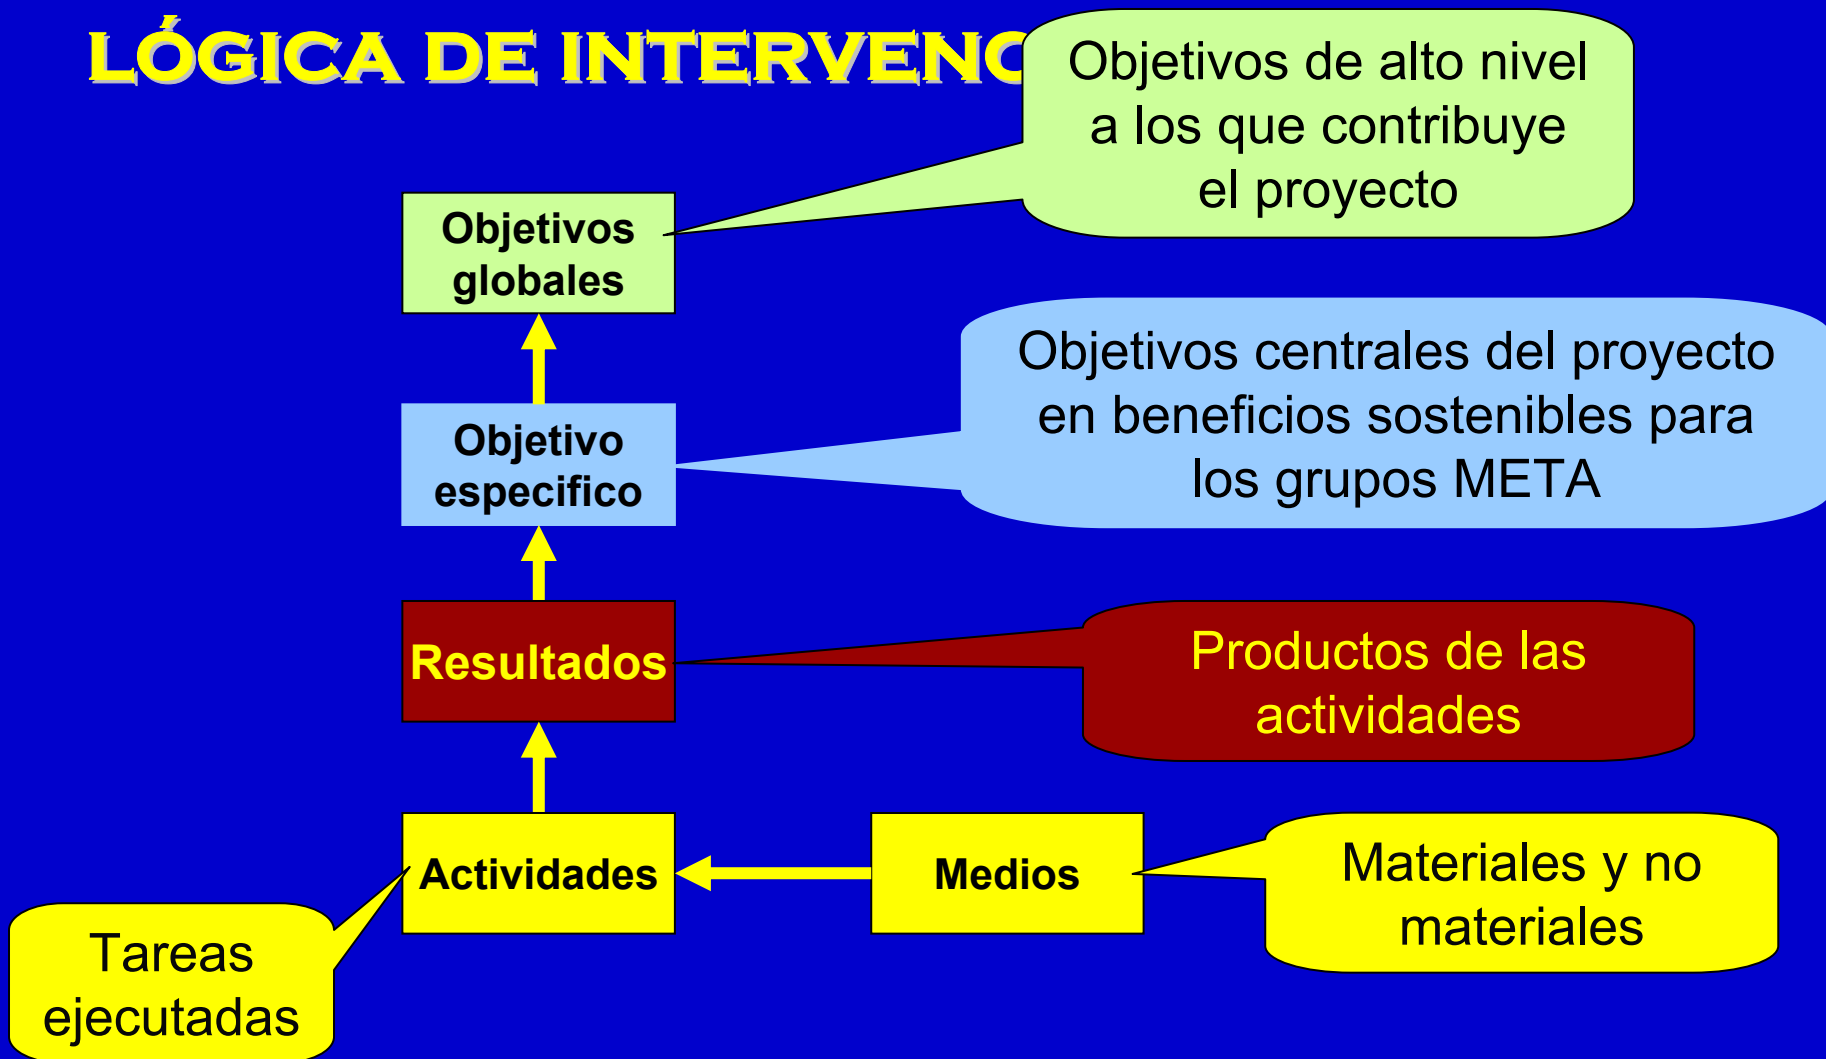 LÓGICA DE INTERVENC
Objetivos de alto nivel
a los que contribuye
el proyecto
Objetivos
globales
Objetivos centrales del proyecto
en beneficios sostenibles para
los grupos META
Objetivo
especifico
Resultados
Productos de las
actividades
Actividades
Medios
Materiales y no
materiales
Tareas
ejecutadas